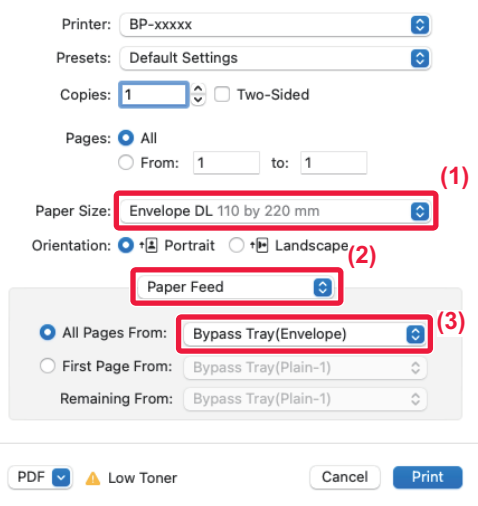 Printer: BP-xxxxx
Presets: Default Settings
Copies: 1 Two-Sided
Pages: All
From: 1 to: 1
(1)
Paper Size: Envelope DL 110 by 220 mm
Orientation: Portrait Landscape
(2)
Paper Feed
(3)
All Pages From: Bypass Tray(Envelope)
First Page From: Bypass Tray(Plain-1)
Remaining From: Bypass Tray(Plain-1)
PDF Low Toner Cancel Print